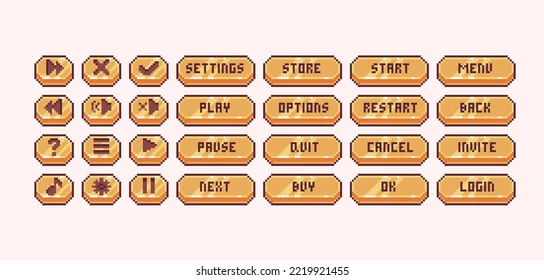 SETTINGS STORE START MENU
PLAY OPTIONS RESTART BACK
? PAUSE QUIT CANCEL INVITE
NEXT BUY OK LOGIN
shutterstock.com · 2219921455